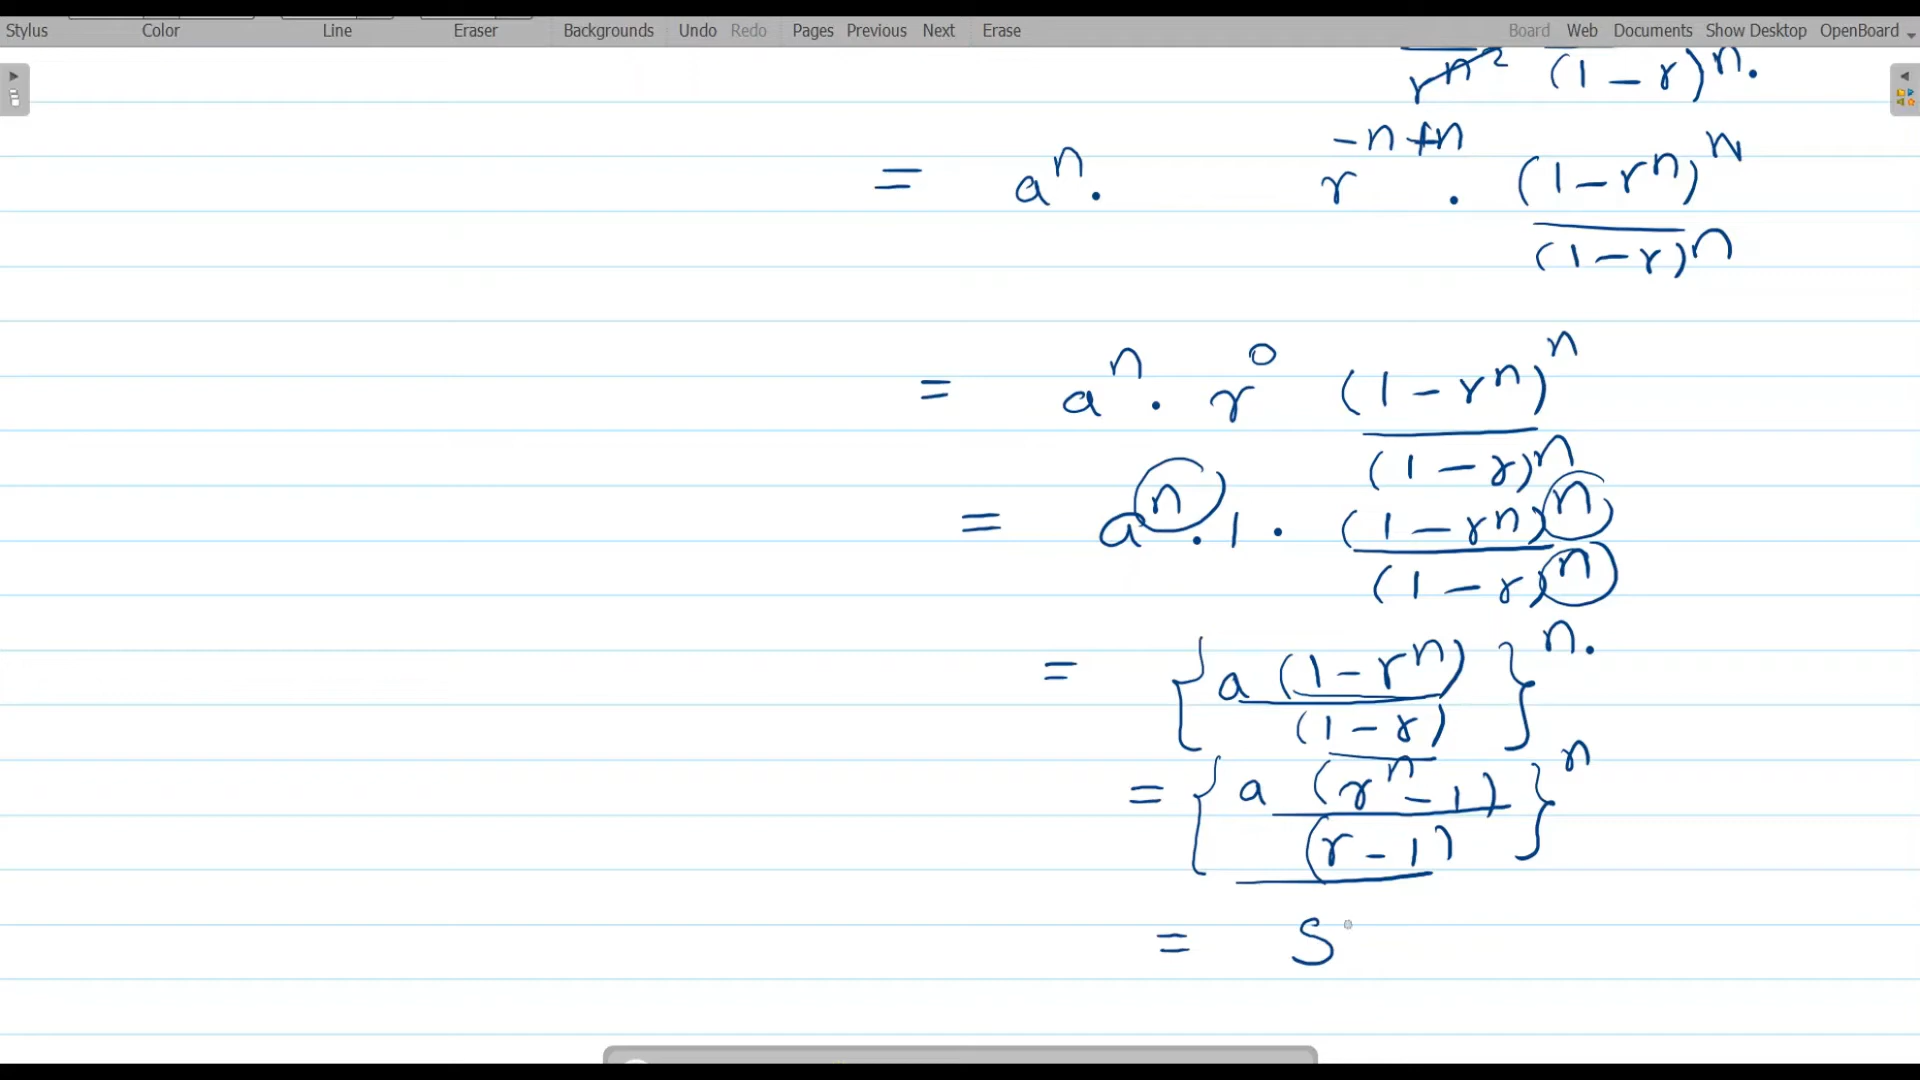 Stylus Color Line Eraser Backgrounds Undo Redo Pages Previous Next Erase Board Web Documents Show Desktop OpenBoard
r^n² (1-r)^n.
= a^n. r^(-n+n) . (1-r^n)^n / (1-r)^n
= a^n . r^0 (1-r^n)^n / (1-r)^n
= a^n . 1 . (1-r^n)^n / (1-r)^n
= {a (1-r^n) / (1-r)}^n.
= {a (r^n-1) / (r-1)}^n
= S